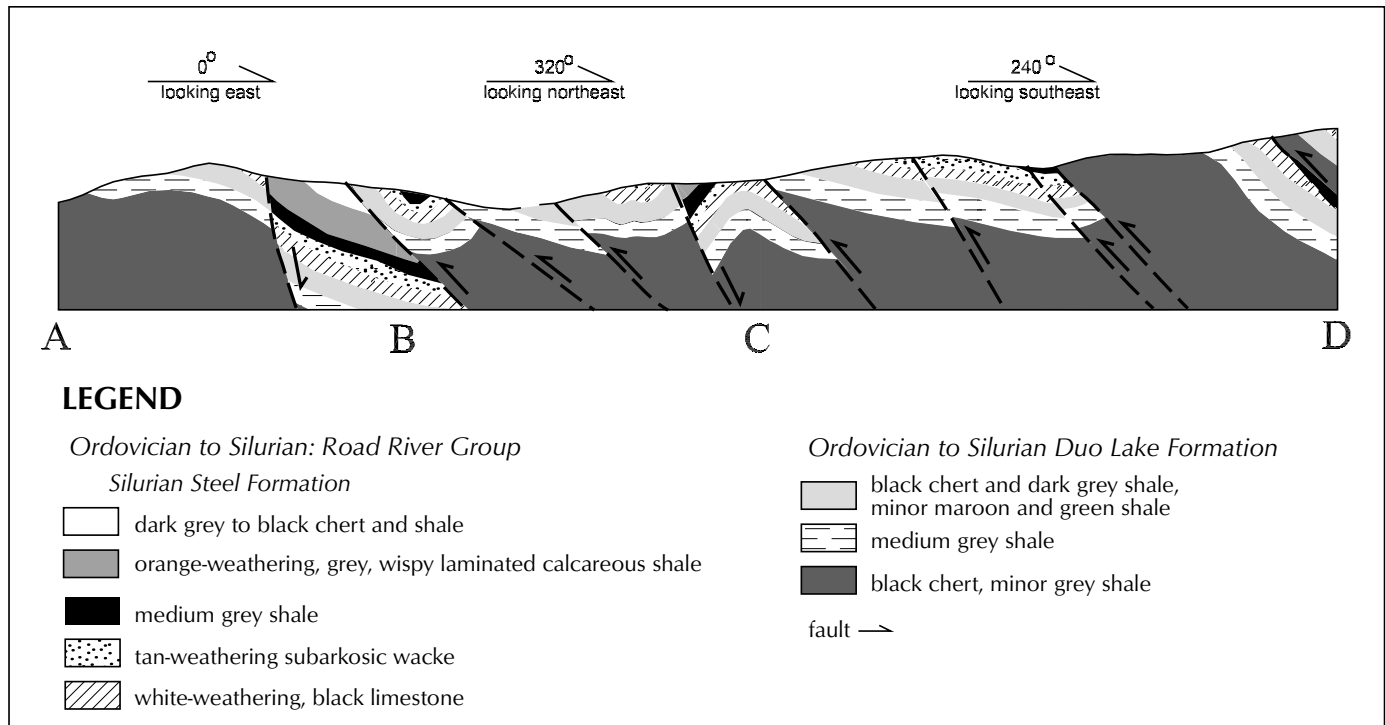 0°
looking east
320°
looking northeast
240°
looking southeast
A
B
C
D
LEGEND
Ordovician to Silurian: Road River Group
Silurian Steel Formation
dark grey to black chert and shale
orange-weathering, grey, wispy laminated calcareous shale
medium grey shale
tan-weathering subarkosic wacke
white-weathering, black limestone
Ordovician to Silurian Duo Lake Formation
black chert and dark grey shale,
minor maroon and green shale
medium grey shale
black chert, minor grey shale
fault